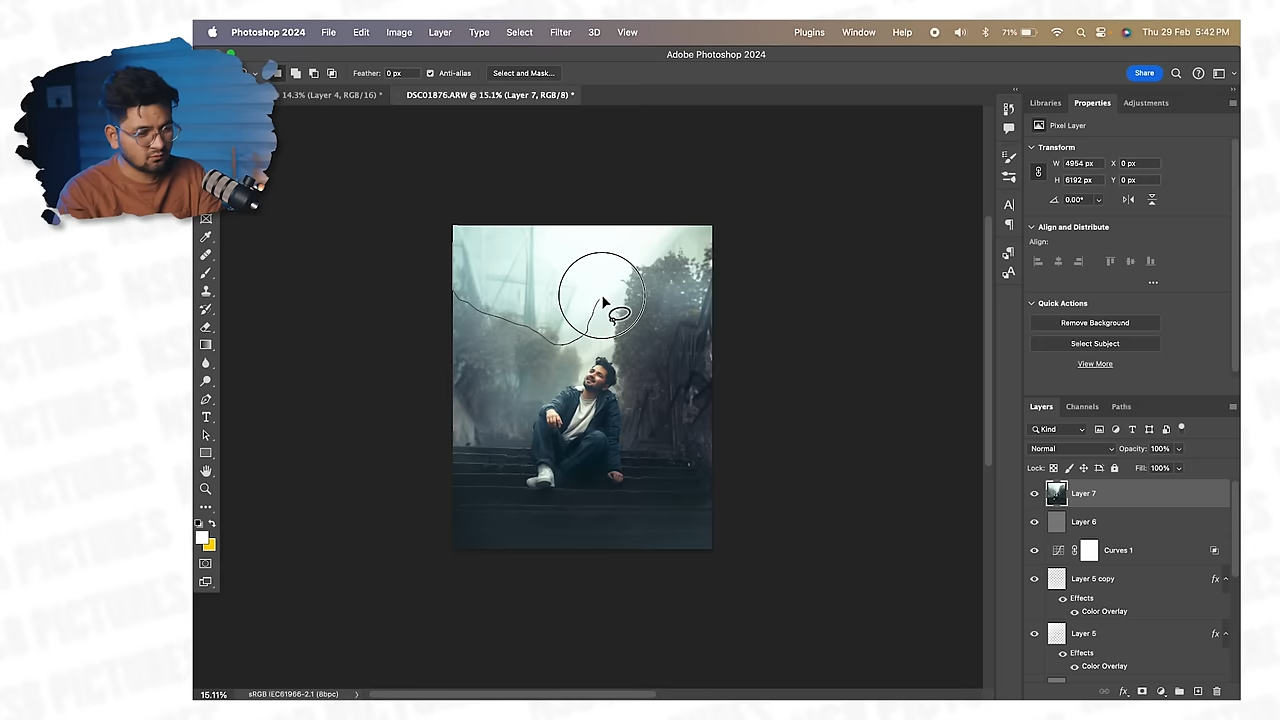 Photoshop 2024 File Edit Image Layer Type Select Filter 3D View Plugins Window Help 71% Thu 29 Feb 5:42 PM
Adobe Photoshop 2024
Feather: 0 px Anti-alias Select and Mask... Share
14.3% (Layer 4, RGB/16) * DSC01876.ARW @ 15.1% (Layer 7, RGB/8) *
Libraries Properties Adjustments
Pixel Layer
Transform
W 4954 px X 0 px
H 6192 px Y 0 px
0.00°
Align and Distribute
Align:
Quick Actions
Remove Background
Select Subject
View More
Layers Channels Paths
Kind
Normal Opacity: 100%
Lock: Fill: 100%
Layer 7
Layer 6
Curves 1
Layer 5 copy fx
Effects
Color Overlay
Layer 5 fx
Effects
Color Overlay
15.11% sRGB IEC61966-2.1 (8bpc)